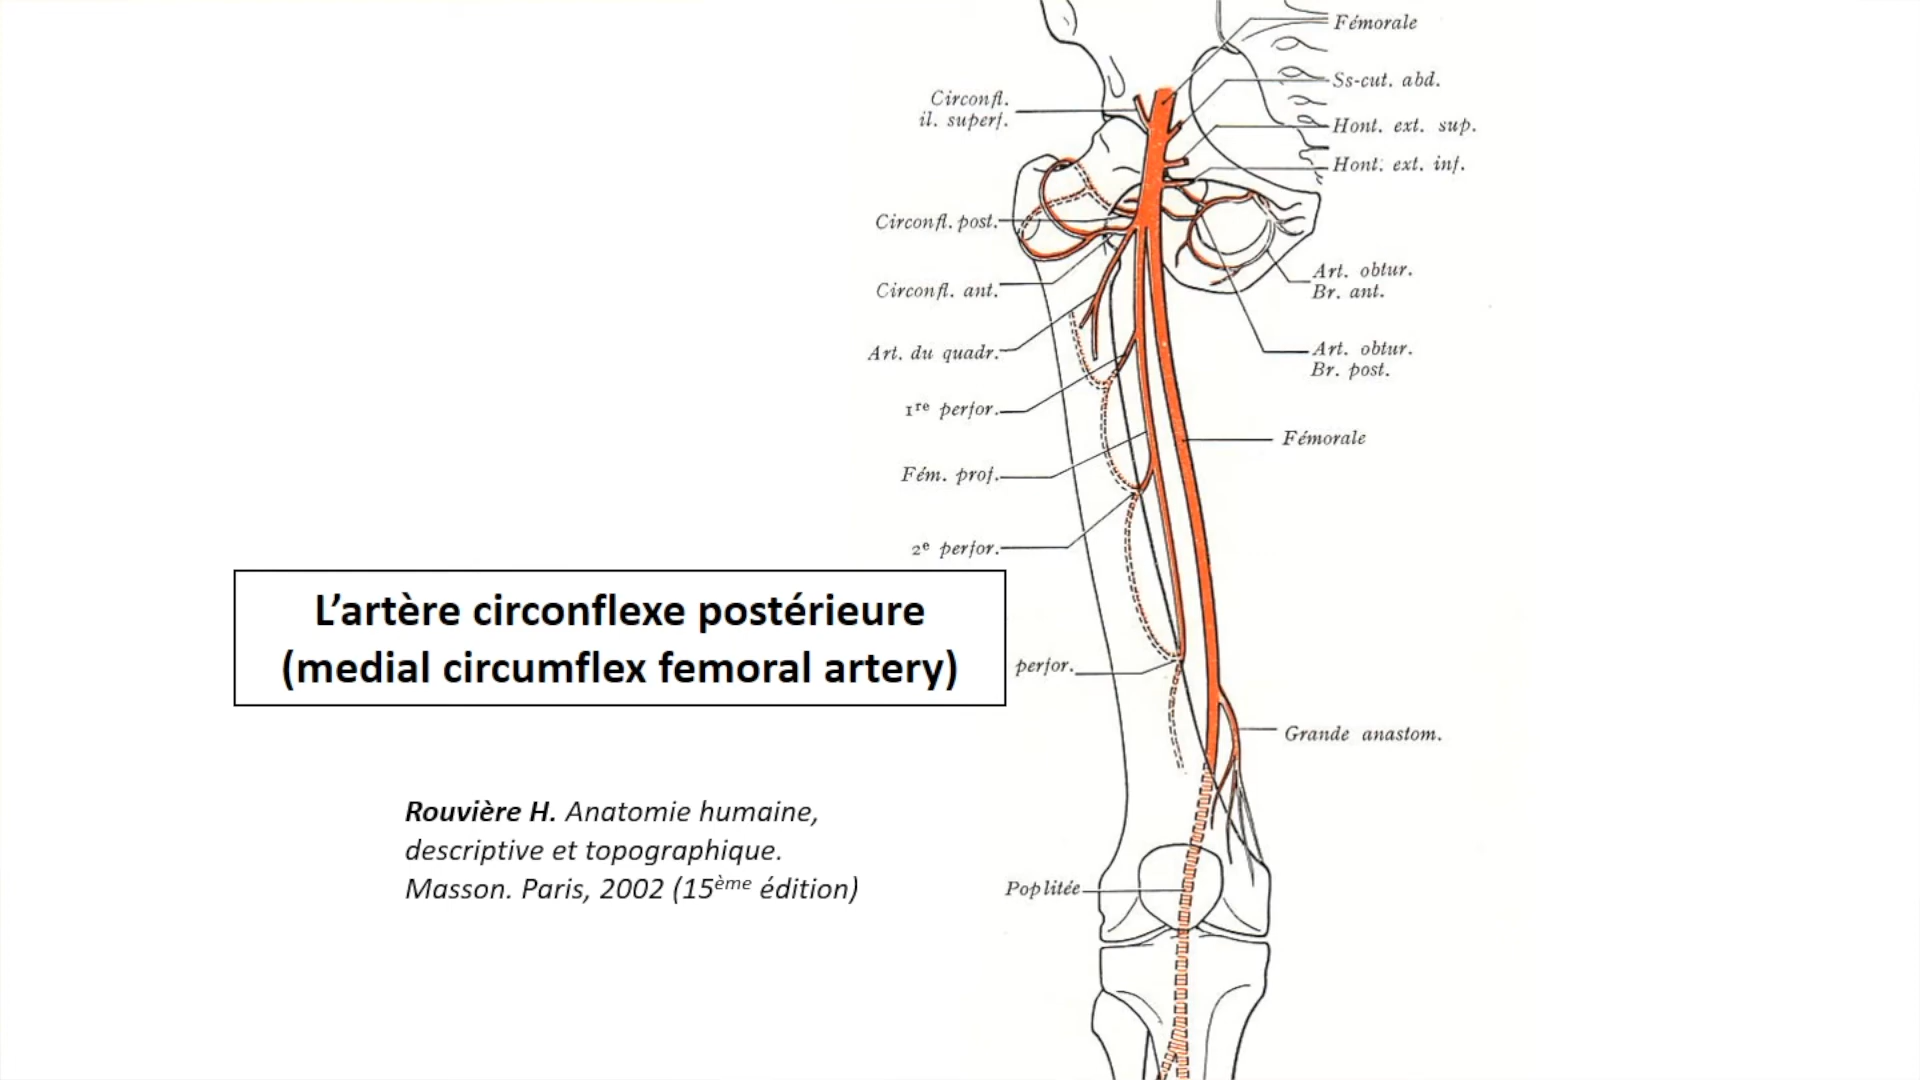 Fémorale
Circonfl.
il. superf.
Ss-cut. abd.
Hont. ext. sup.
Hont. ext. inf.
Circonfl. post.
Circonfl. ant.
Art. obtur.
Br. ant.
Art. du quadr.
Art. obtur.
Br. post.
1re perfor.
Fémorale
Fém. prof.
2e perfor.
L’artère circonflexe postérieure
(medial circumflex femoral artery)
perfor.
Grande anastom.
Rouvière H. Anatomie humaine,
descriptive et topographique.
Masson. Paris, 2002 (15ème édition)
Poplitée